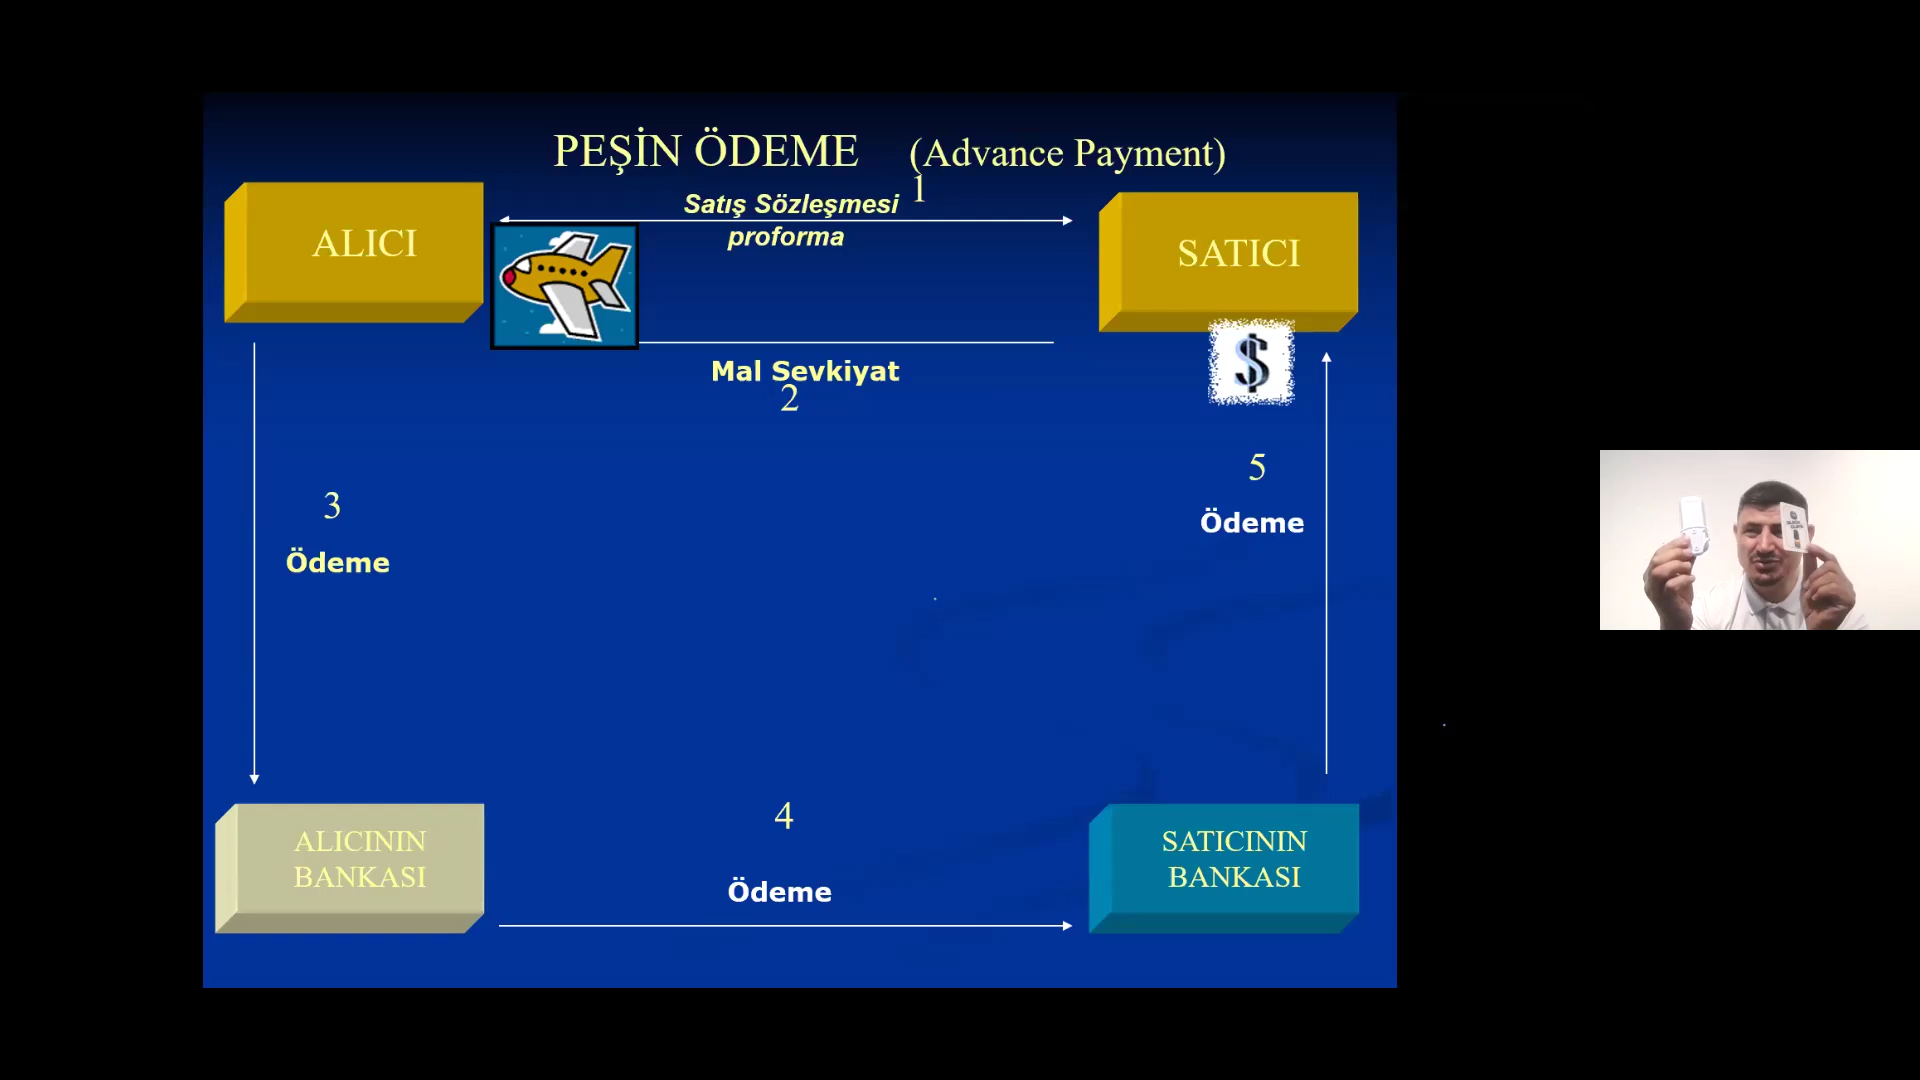 PEŞİN ÖDEME (Advance Payment)
1
Satış Sözleşmesi
proforma
ALICI
SATICI
$
Mal Sevkiyat
2
3
Ödeme
5
Ödeme
4
Ödeme
ALICININ
BANKASI
SATICININ
BANKASI